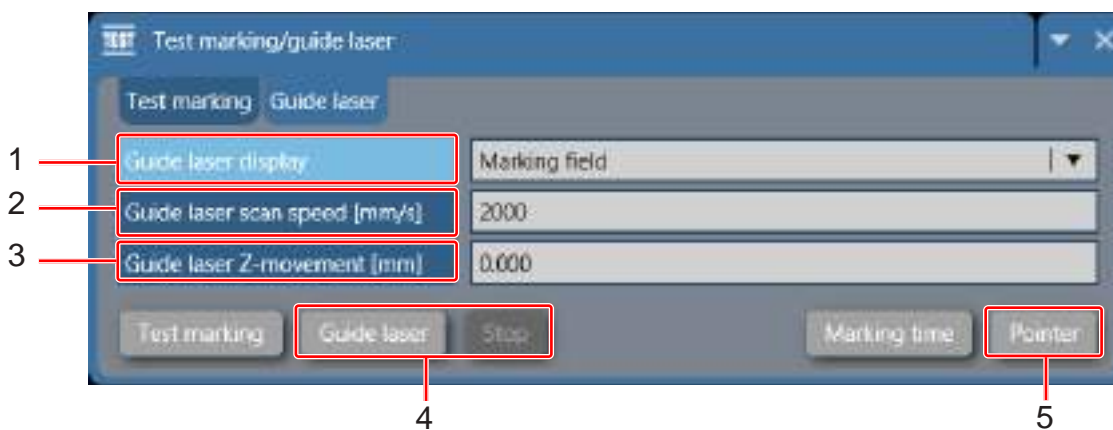 TEST Test marking/guide laser
Test marking Guide laser
1 Guide laser display Marking field
2 Guide laser scan speed [mm/s] 2000
3 Guide laser Z-movement [mm] 0.000
Test marking Guide laser Stop Marking time Pointer
4 5